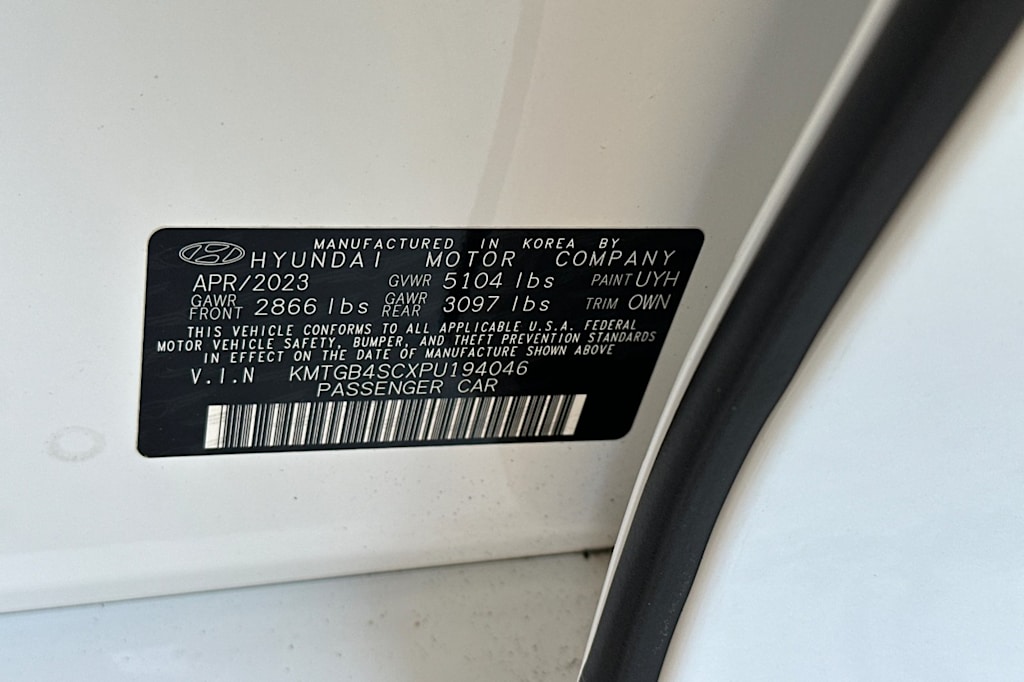 MANUFACTURED IN KOREA BY
HYUNDAI MOTOR COMPANY
APR/2023 GVWR 5104 lbs PAINT UYH
GAWR FRONT 2866 lbs GAWR REAR 3097 lbs TRIM OWN
THIS VEHICLE CONFORMS TO ALL APPLICABLE U.S.A. FEDERAL
MOTOR VEHICLE SAFETY, BUMPER, AND THEFT PREVENTION STANDARDS
IN EFFECT ON THE DATE OF MANUFACTURE SHOWN ABOVE
V.I.N KMTGB4SCXPU194046
PASSENGER CAR